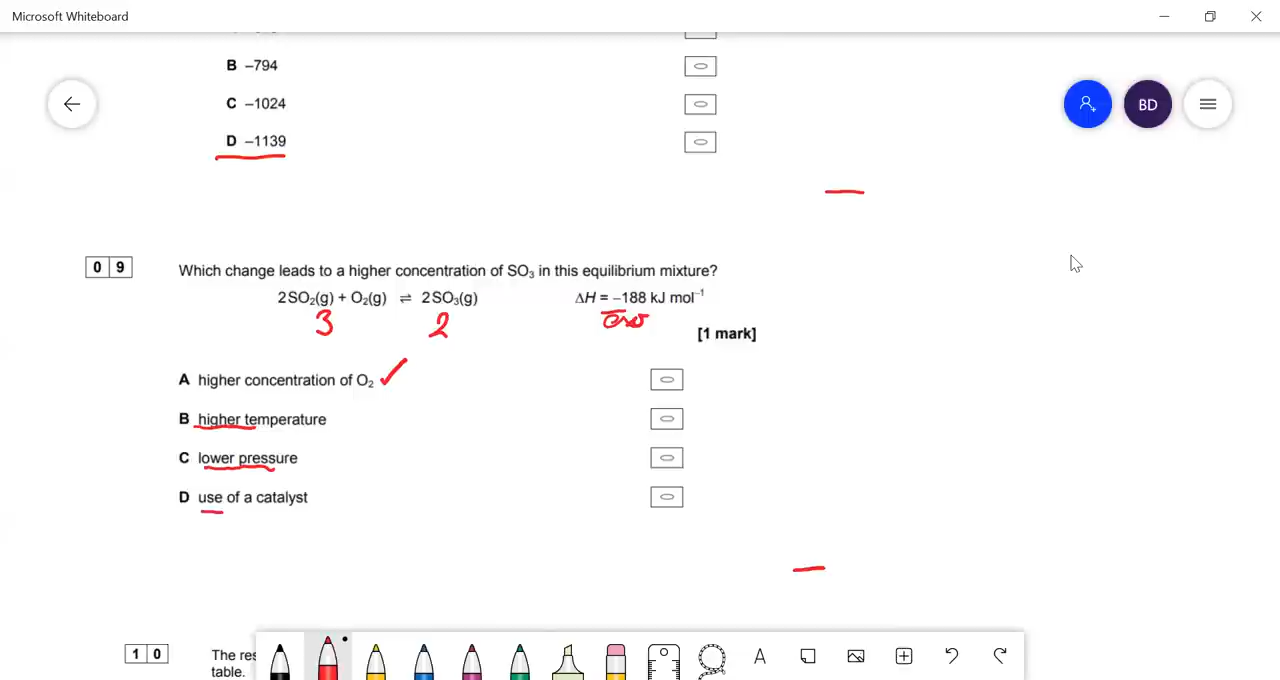 Microsoft Whiteboard
B –794
C –1024
BD
D –1139
0 9 Which change leads to a higher concentration of SO₃ in this equilibrium mixture?
2SO₂(g) + O₂(g) ⇌ 2SO₃(g) ΔH = –188 kJ mol⁻¹
3 2
[1 mark]
A higher concentration of O₂ ✓
B higher temperature
C lower pressure
D use of a catalyst
1 0 The res
table.
A